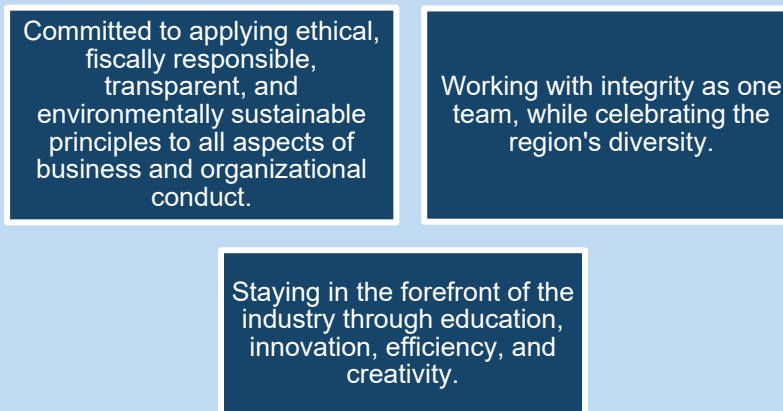 Committed to applying ethical,
fiscally responsible,
transparent, and
environmentally sustainable
principles to all aspects of
business and organizational
conduct.
Working with integrity as one
team, while celebrating the
region's diversity.
Staying in the forefront of the
industry through education,
innovation, efficiency, and
creativity.